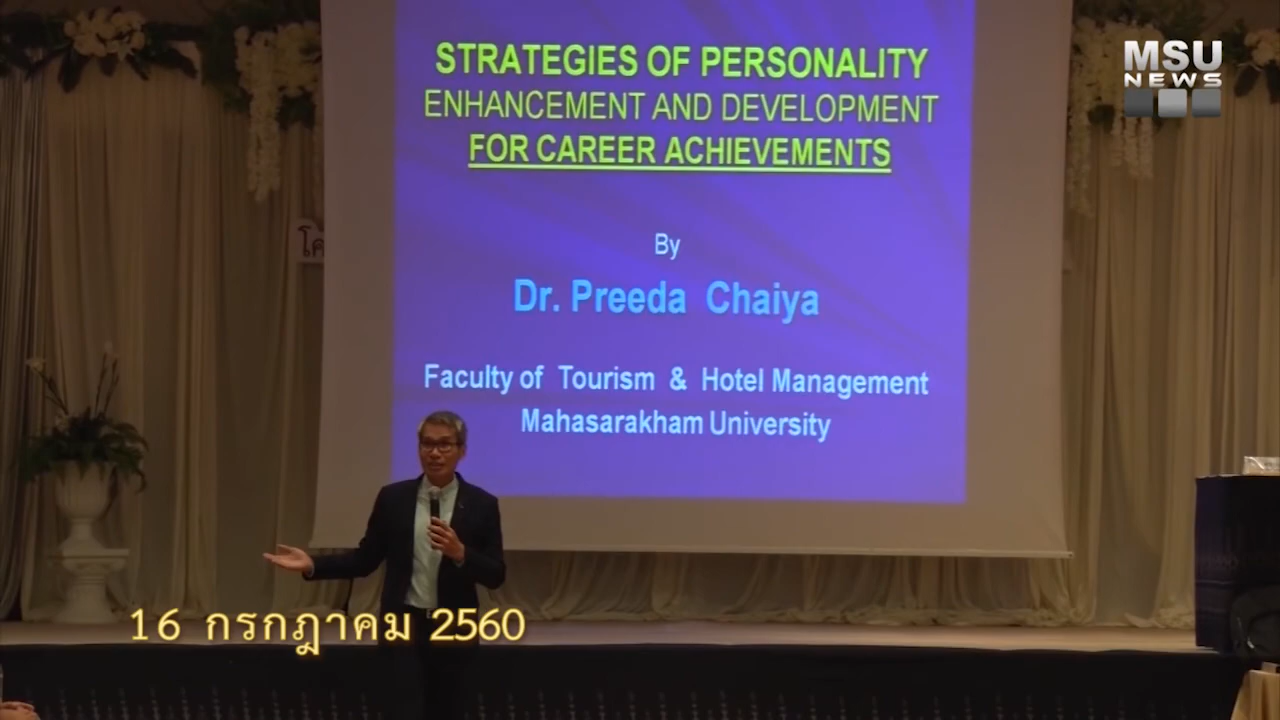 MSU
NEWS
STRATEGIES OF PERSONALITY
ENHANCEMENT AND DEVELOPMENT
FOR CAREER ACHIEVEMENTS
By
Dr. Preeda Chaiya
Faculty of Tourism & Hotel Management
Mahasarakham University
16 กรกฎาคม 2560